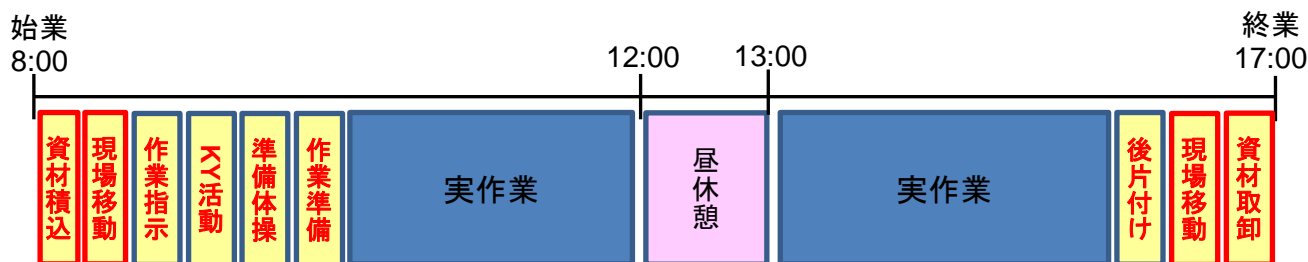 始業
8:00
12:00
13:00
終業
17:00
資材積込
現場移動
作業指示
KY活動
準備体操
作業準備
実作業
昼休憩
実作業
後片付け
現場移動
資材取卸